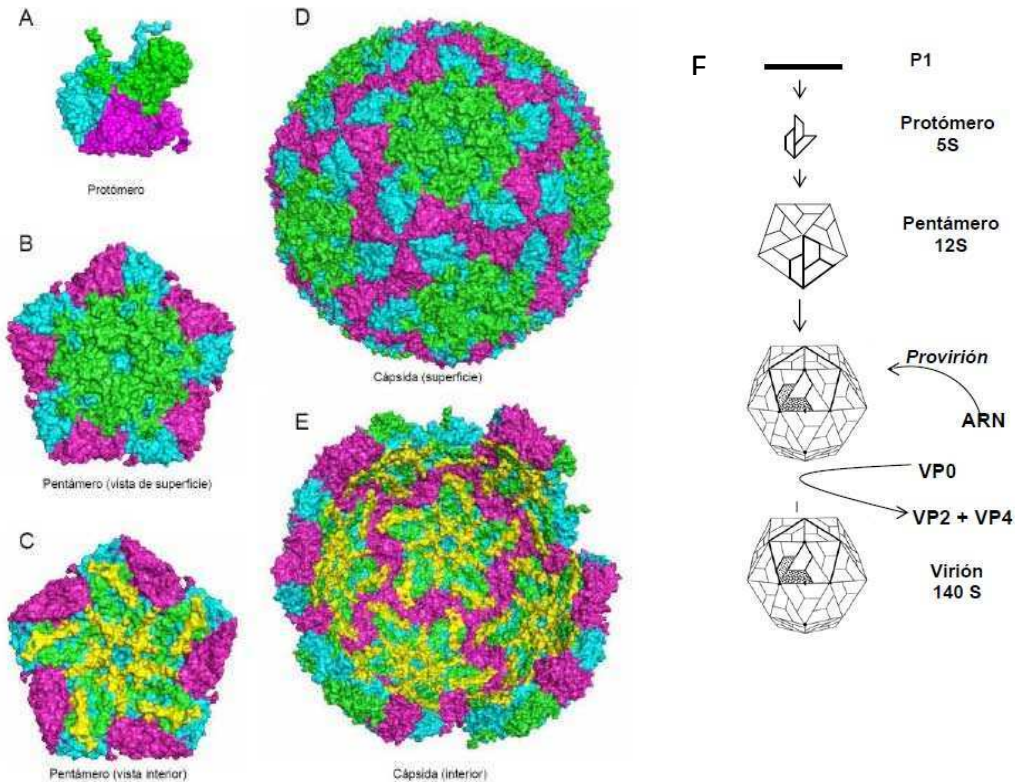 A
Protómero
B
Pentámero (vista de superficie)
C
Pentámero (vista interior)
D
Cápsida (superficie)
E
Cápsida (interior)
F
P1
Protómero
5S
Pentámero
12S
Provirión
ARN
VP0
VP2 + VP4
Virión
140 S